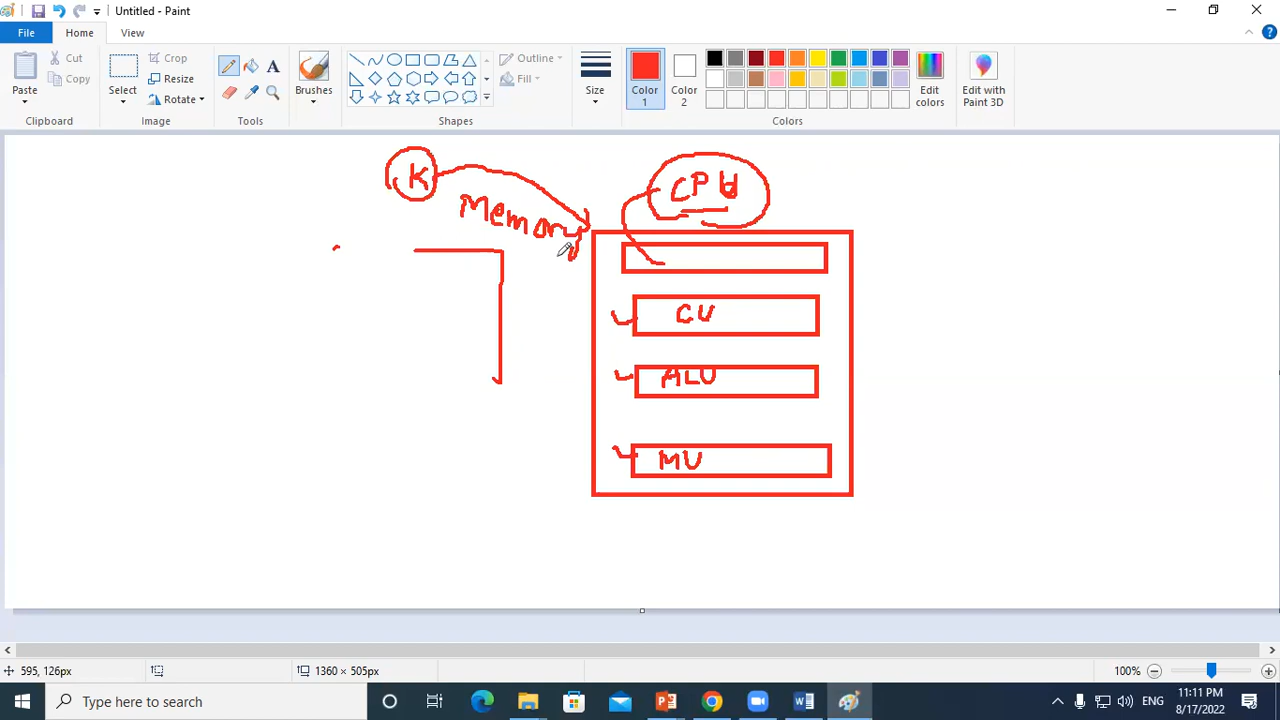 Untitled - Paint
File
Home
View
Paste
Cut
Copy
Clipboard
Select
Crop
Resize
Rotate
Image
A
Tools
Brushes
Outline
Fill
Shapes
Size
Color 1
Color 2
Edit colors
Colors
Edit with Paint 3D
K
Memory
CPU
CU
ALU
MU
595, 126px
1360 × 505px
100%
Type here to search
ENG
11:11 PM
8/17/2022